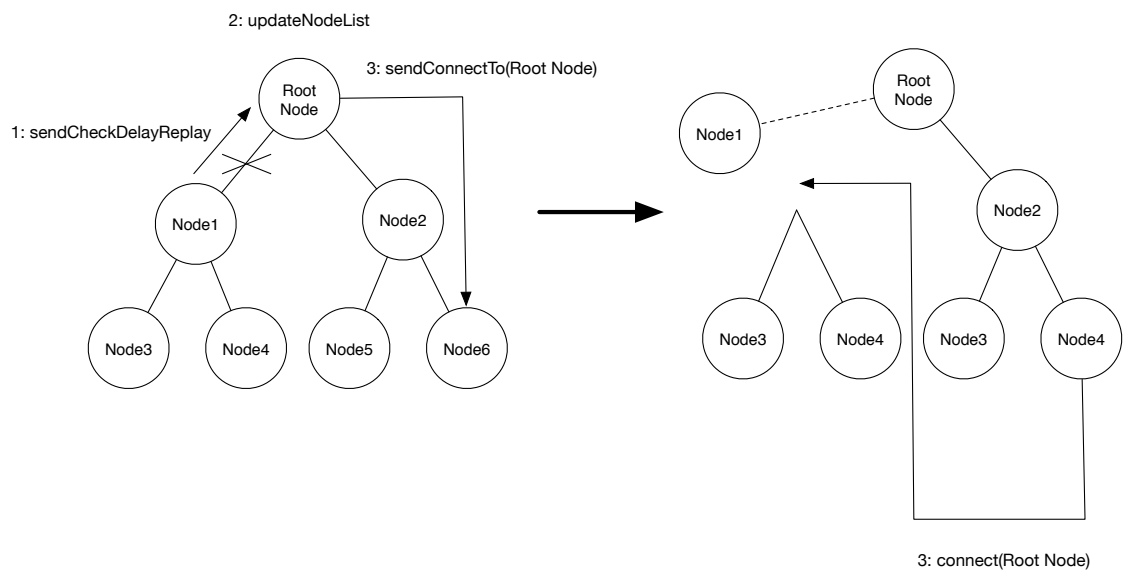 2: updateNodeList
3: sendConnectTo(Root Node)
Root
Node
1: sendCheckDelayReplay
Node1
Node2
Node3
Node4
Node5
Node6
Root
Node
Node1
Node2
Node3
Node4
Node3
Node4
3: connect(Root Node)